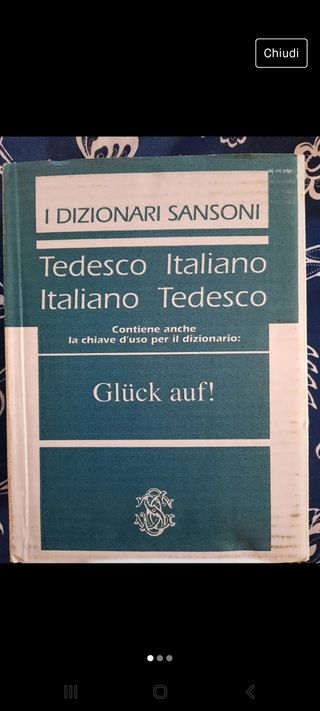 Chiudi
I DIZIONARI SANSONI
Tedesco Italiano
Italiano Tedesco
Contiene anche
la chiave d'uso per il dizionario:
Glück auf!